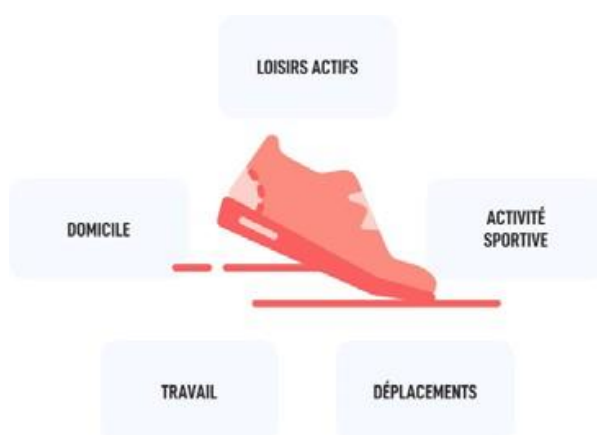 LOISIRS ACTIFS
DOMICILE
ACTIVITÉ
SPORTIVE
TRAVAIL
DÉPLACEMENTS